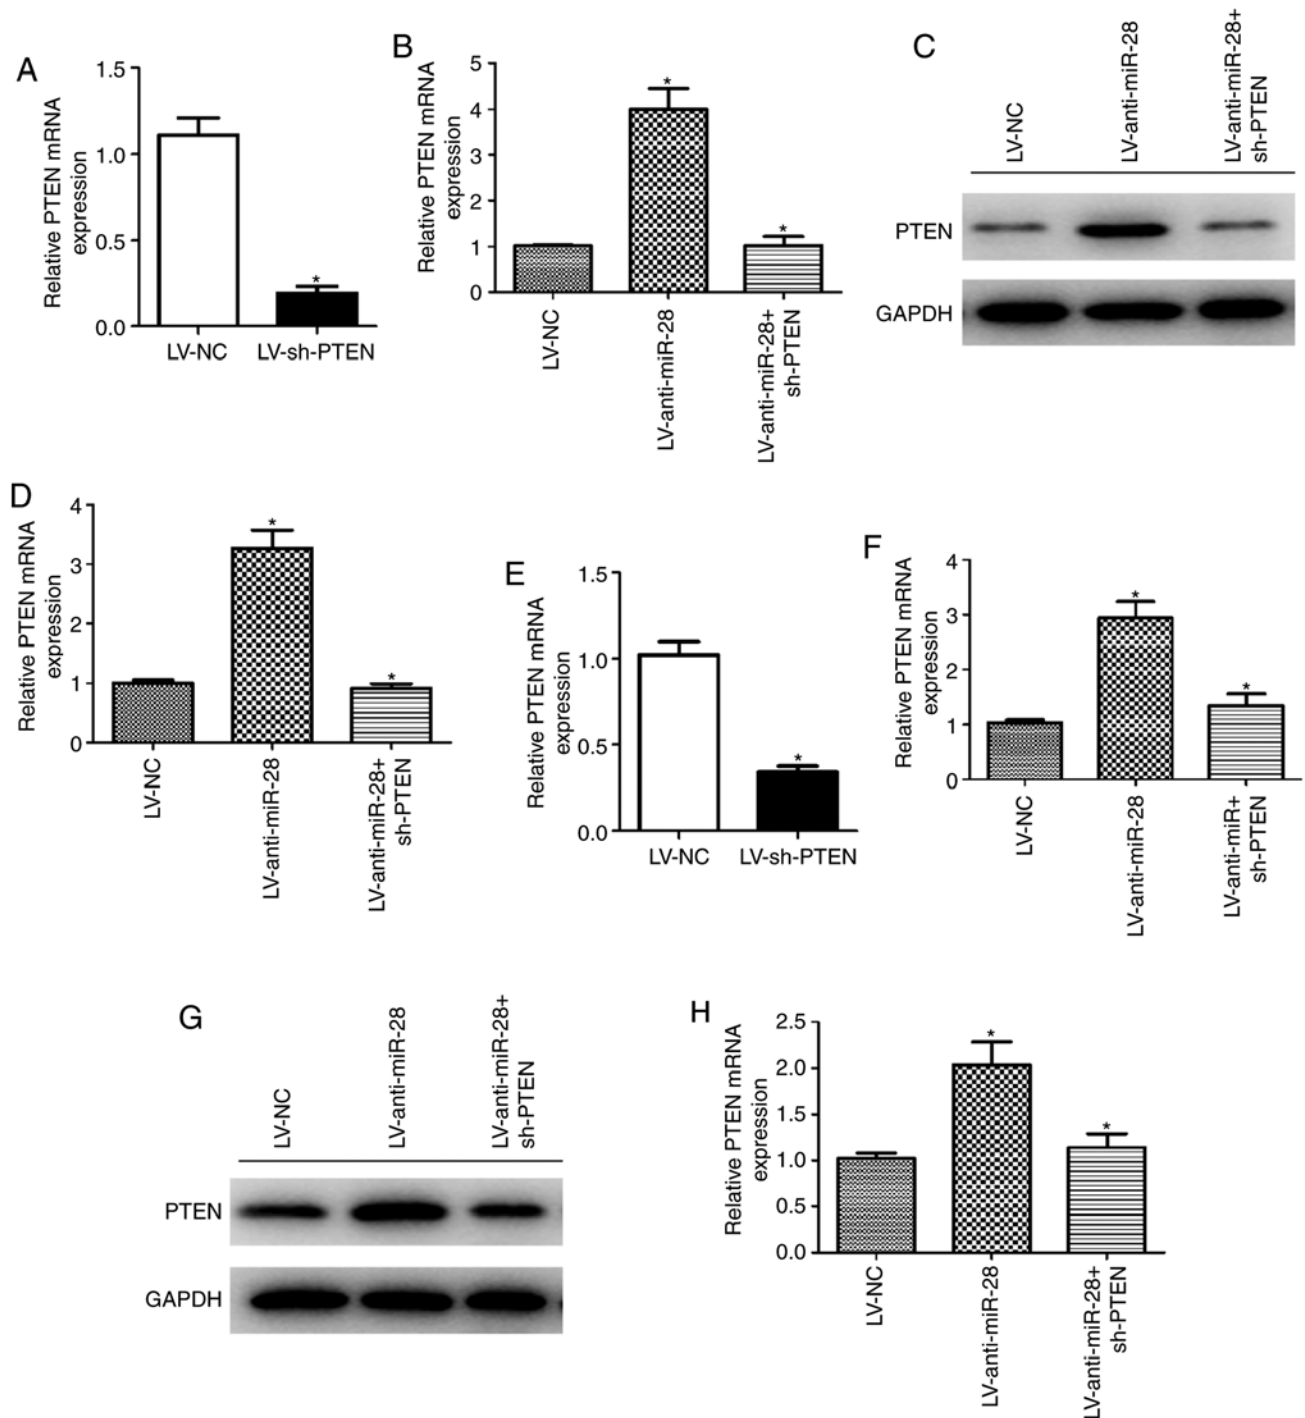 A
Relative PTEN mRNA
expression
1.5
1.0
0.5
0.0
*
LV-NC
LV-sh-PTEN
B
Relative PTEN mRNA
expression
5
4
3
2
1
0
*
*
LV-NC
LV-anti-miR-28
LV-anti-miR-28+
sh-PTEN
C
LV-NC
LV-anti-miR-28
LV-anti-miR-28+
sh-PTEN
PTEN
GAPDH
D
Relative PTEN mRNA
expression
4
3
2
1
0
*
*
LV-NC
LV-anti-miR-28
LV-anti-miR-28+
sh-PTEN
E
Relative PTEN mRNA
expression
1.5
1.0
0.5
0.0
*
LV-NC
LV-sh-PTEN
F
Relative PTEN mRNA
expression
4
3
2
1
0
*
*
LV-NC
LV-anti-miR-28
LV-anti-miR+
sh-PTEN
G
LV-NC
LV-anti-miR-28
LV-anti-miR-28+
sh-PTEN
PTEN
GAPDH
H
Relative PTEN mRNA
expression
2.5
2.0
1.5
1.0
0.5
0.0
*
*
LV-NC
LV-anti-miR-28
LV-anti-miR-28+
sh-PTEN